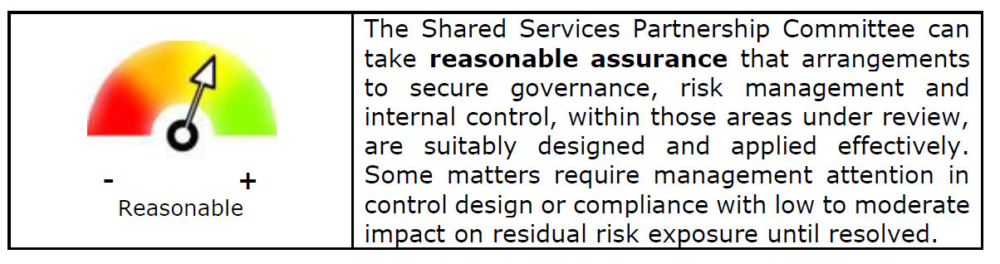 - +
Reasonable
The Shared Services Partnership Committee can
take reasonable assurance that arrangements
to secure governance, risk management and
internal control, within those areas under review,
are suitably designed and applied effectively.
Some matters require management attention in
control design or compliance with low to moderate
impact on residual risk exposure until resolved.